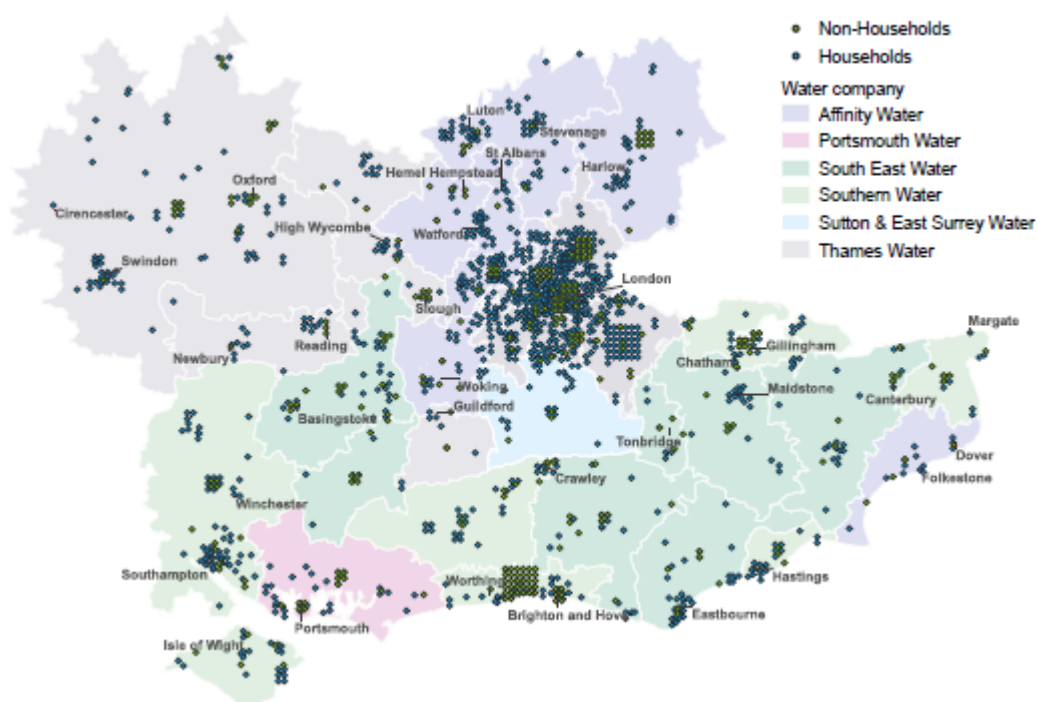 Non-Households
Households
Water company
Affinity Water
Portsmouth Water
South East Water
Southern Water
Sutton & East Surrey Water
Thames Water
Luton
Stevenage
St Albans
Hemel Hempstead
Harlow
Oxford
Cirencester
High Wycombe
Watford
Swindon
London
Slough
Margate
Newbury
Reading
Gillingham
Chatham
Woking
Maidstone
Guildford
Basingstoke
Canterbury
Tonbridge
Dover
Folkestone
Crawley
Winchester
Southampton
Worthing
Hastings
Brighton and Hove
Eastbourne
Portsmouth
Isle of Wight